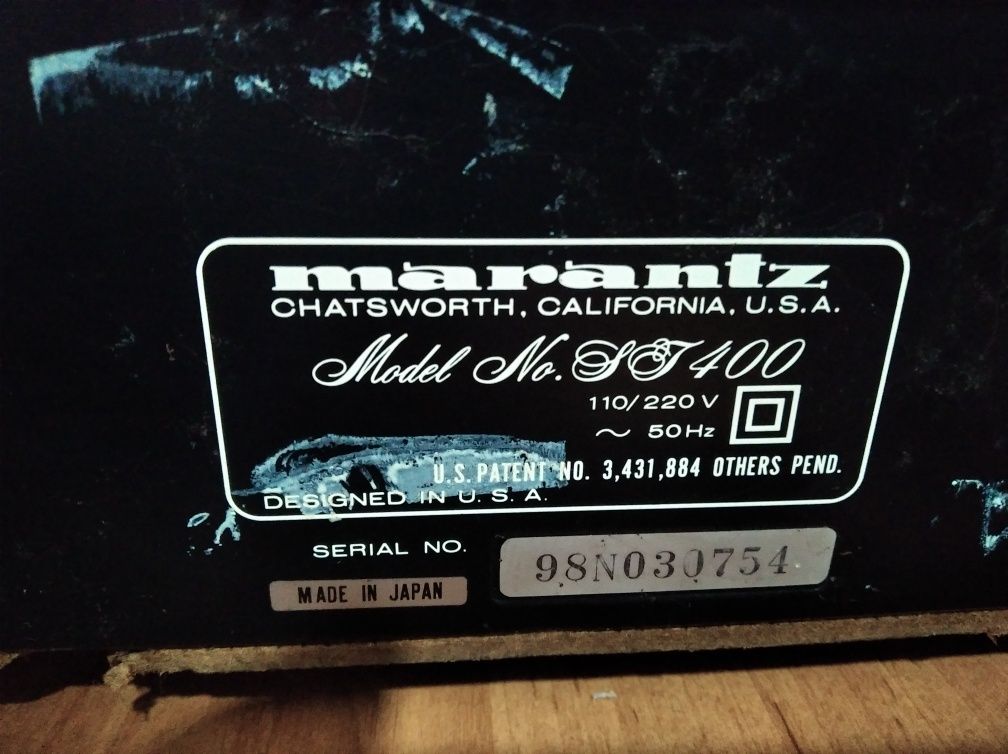 marantz
CHATSWORTH, CALIFORNIA, U.S.A.
Model No. ST400
110/220 V
~ 50Hz
U.S. PATENT NO. 3,431,884 OTHERS PEND.
DESIGNED IN U. S. A.
SERIAL NO.
98N030754
MADE IN JAPAN